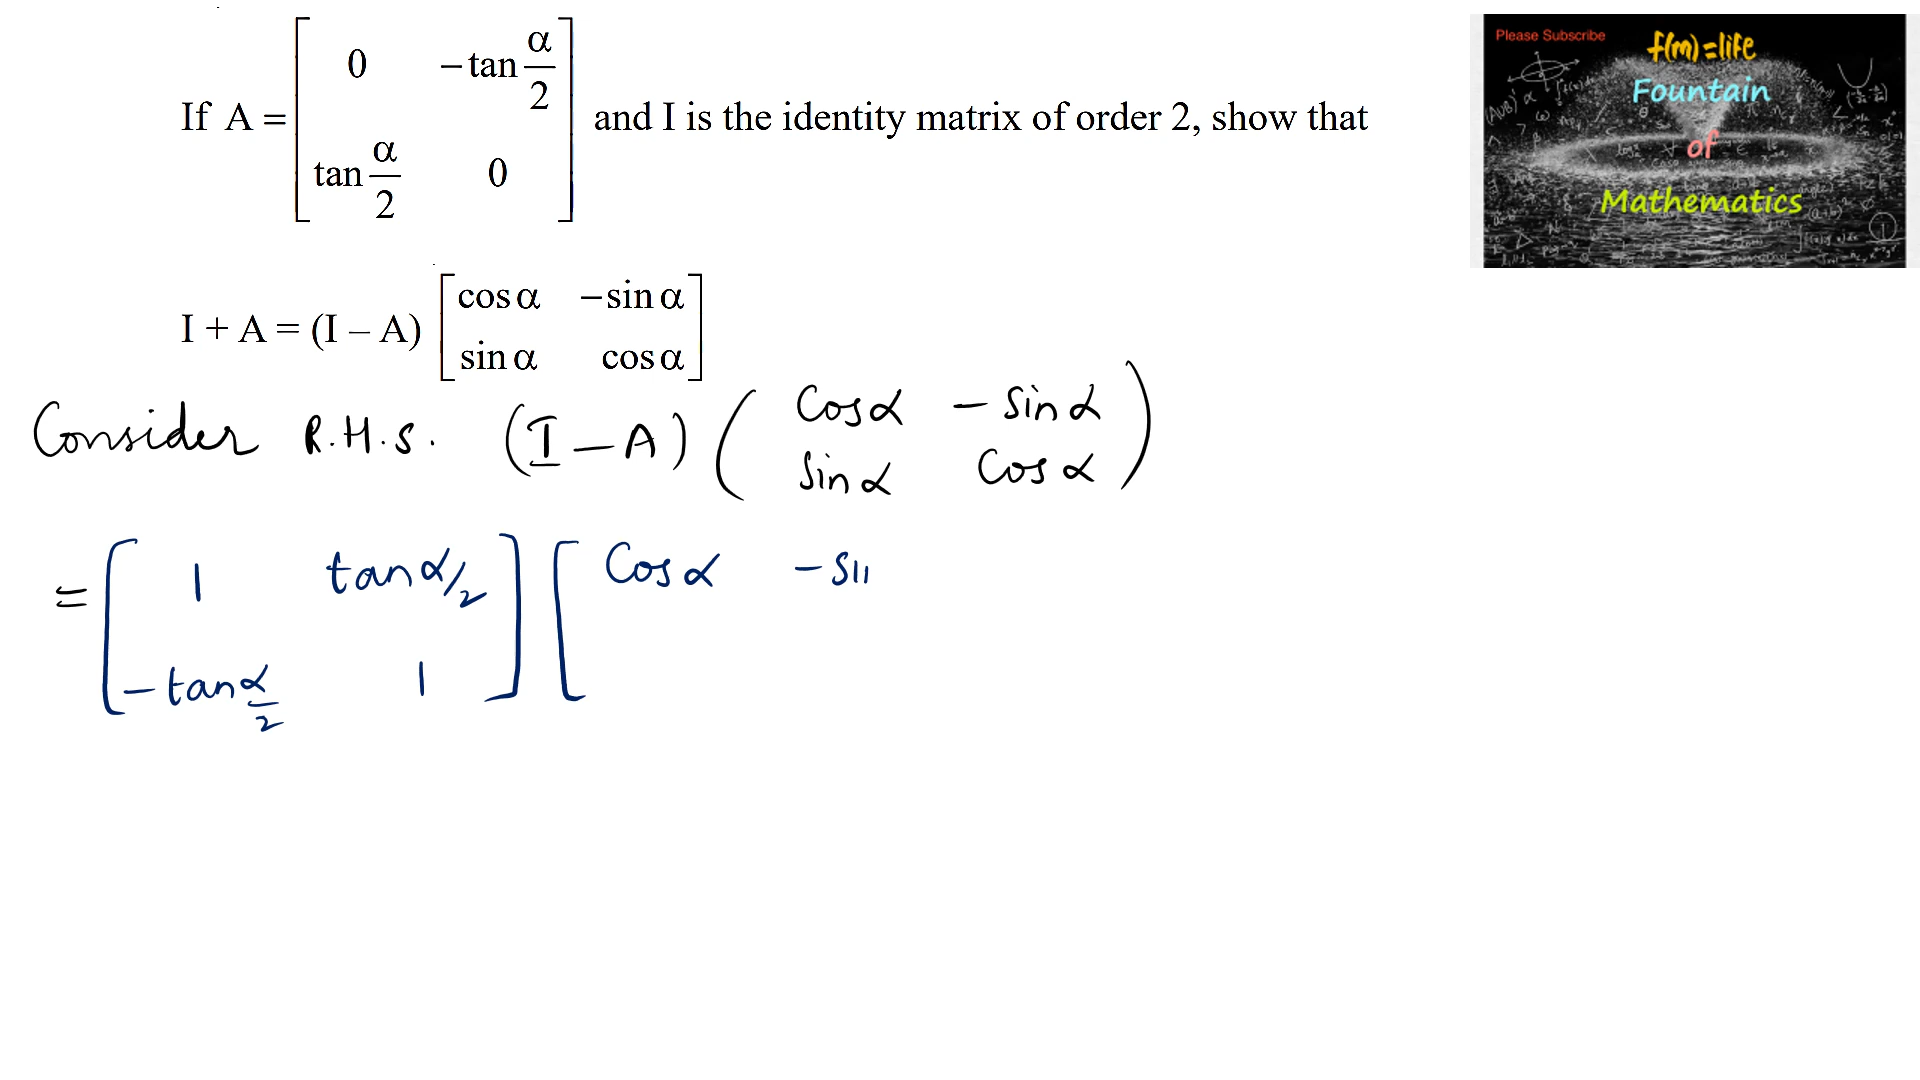 If A = [ 0 −tan α/2
tan α/2 0 ] and I is the identity matrix of order 2, show that
I + A = (I – A) [ cos α −sin α
sin α cos α ]
Consider R.H.S. (I – A) ( Cos α – Sin α
Sin α Cos α )
= [ 1 tan α/2 ] [ Cos α – Sıı
– tan α/2 1
Please Subscribe
f(m)=life
Fountain
of
Mathematics